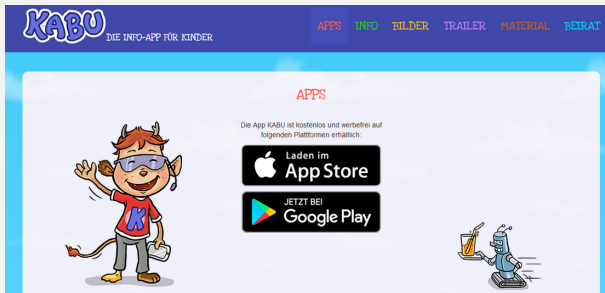 KABU
DIE INFO-APP FÜR KINDER
APPS INFO BILDER TRAILER MATERIAL BEIRAT
APPS
Die App KABU ist kostenlos und werbefrei auf
folgenden Plattformen erhältlich:
Laden im
App Store
JETZT BEI
Google Play
K